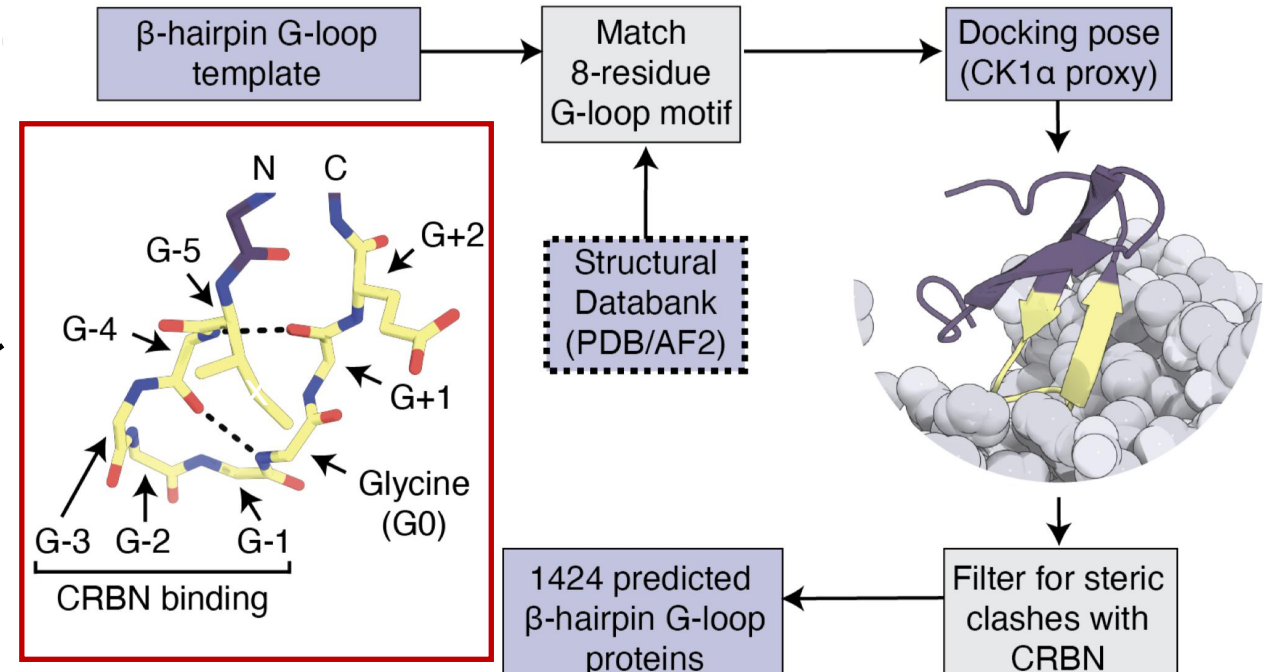 β-hairpin G-loop
template
Match
8-residue
G-loop motif
Docking pose
(CK1α proxy)
Structural
Databank
(PDB/AF2)
N
C
G-5
G+2
G-4
G+1
Glycine
(G0)
G-3
G-2
G-1
CRBN binding
Filter for steric
clashes with
CRBN
1424 predicted
β-hairpin G-loop
proteins